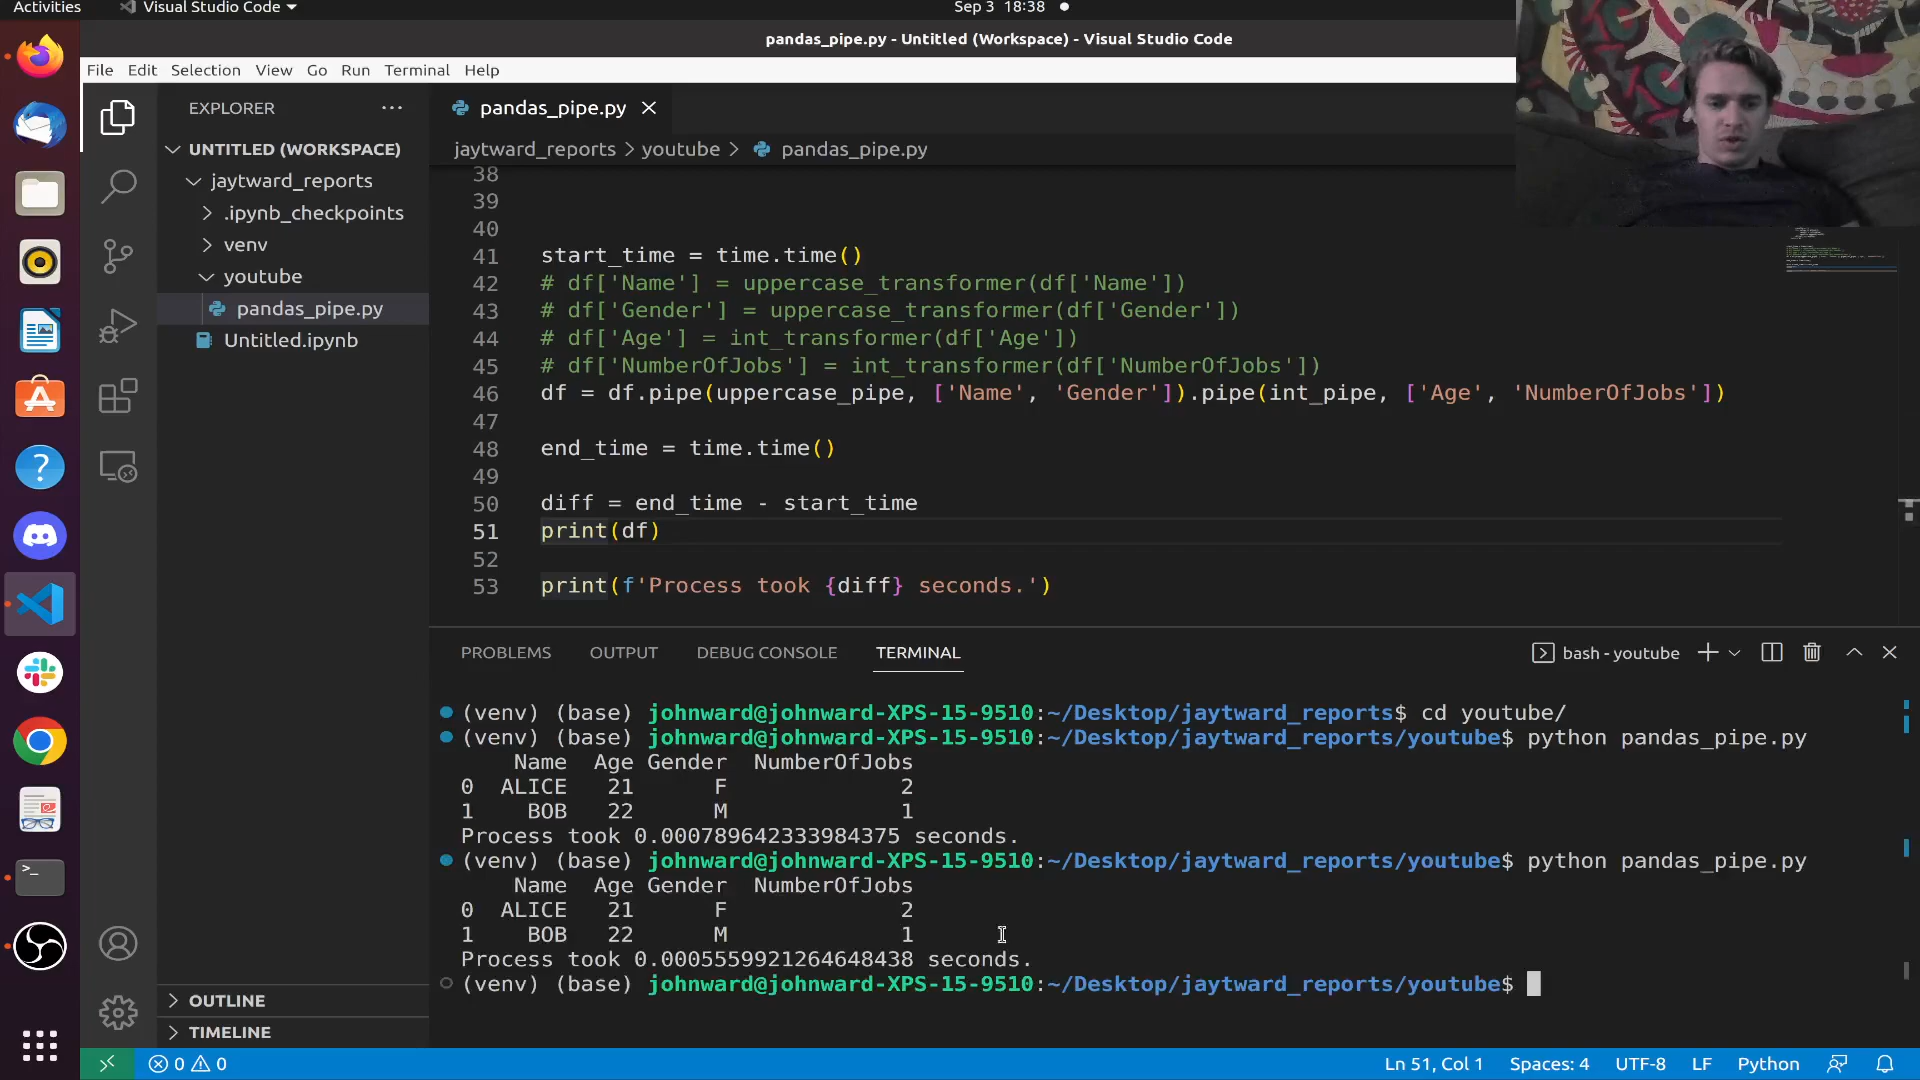 Activities
Visual Studio Code
Sep 3 18:38
pandas_pipe.py - Untitled (Workspace) - Visual Studio Code
File Edit Selection View Go Run Terminal Help
EXPLORER
UNTITLED (WORKSPACE)
jaytward_reports
.ipynb_checkpoints
venv
youtube
pandas_pipe.py
Untitled.ipynb
OUTLINE
TIMELINE
pandas_pipe.py
jaytward_reports > youtube > pandas_pipe.py
38
39
40
41 start_time = time.time()
42 # df['Name'] = uppercase_transformer(df['Name'])
43 # df['Gender'] = uppercase_transformer(df['Gender'])
44 # df['Age'] = int_transformer(df['Age'])
45 # df['NumberOfJobs'] = int_transformer(df['NumberOfJobs'])
46 df = df.pipe(uppercase_pipe, ['Name', 'Gender']).pipe(int_pipe, ['Age', 'NumberOfJobs'])
47
48 end_time = time.time()
49
50 diff = end_time - start_time
51 print(df)
52
53 print(f'Process took {diff} seconds.')
PROBLEMS OUTPUT DEBUG CONSOLE TERMINAL
bash - youtube
(venv) (base) johnward@johnward-XPS-15-9510:~/Desktop/jaytward_reports$ cd youtube/
(venv) (base) johnward@johnward-XPS-15-9510:~/Desktop/jaytward_reports/youtube$ python pandas_pipe.py
Name Age Gender NumberOfJobs
0 ALICE 21 F 2
1 BOB 22 M 1
Process took 0.000789642333984375 seconds.
(venv) (base) johnward@johnward-XPS-15-9510:~/Desktop/jaytward_reports/youtube$ python pandas_pipe.py
Name Age Gender NumberOfJobs
0 ALICE 21 F 2
1 BOB 22 M 1
Process took 0.0005559921264648438 seconds.
(venv) (base) johnward@johnward-XPS-15-9510:~/Desktop/jaytward_reports/youtube$
0 0
Ln 51, Col 1 Spaces: 4 UTF-8 LF Python